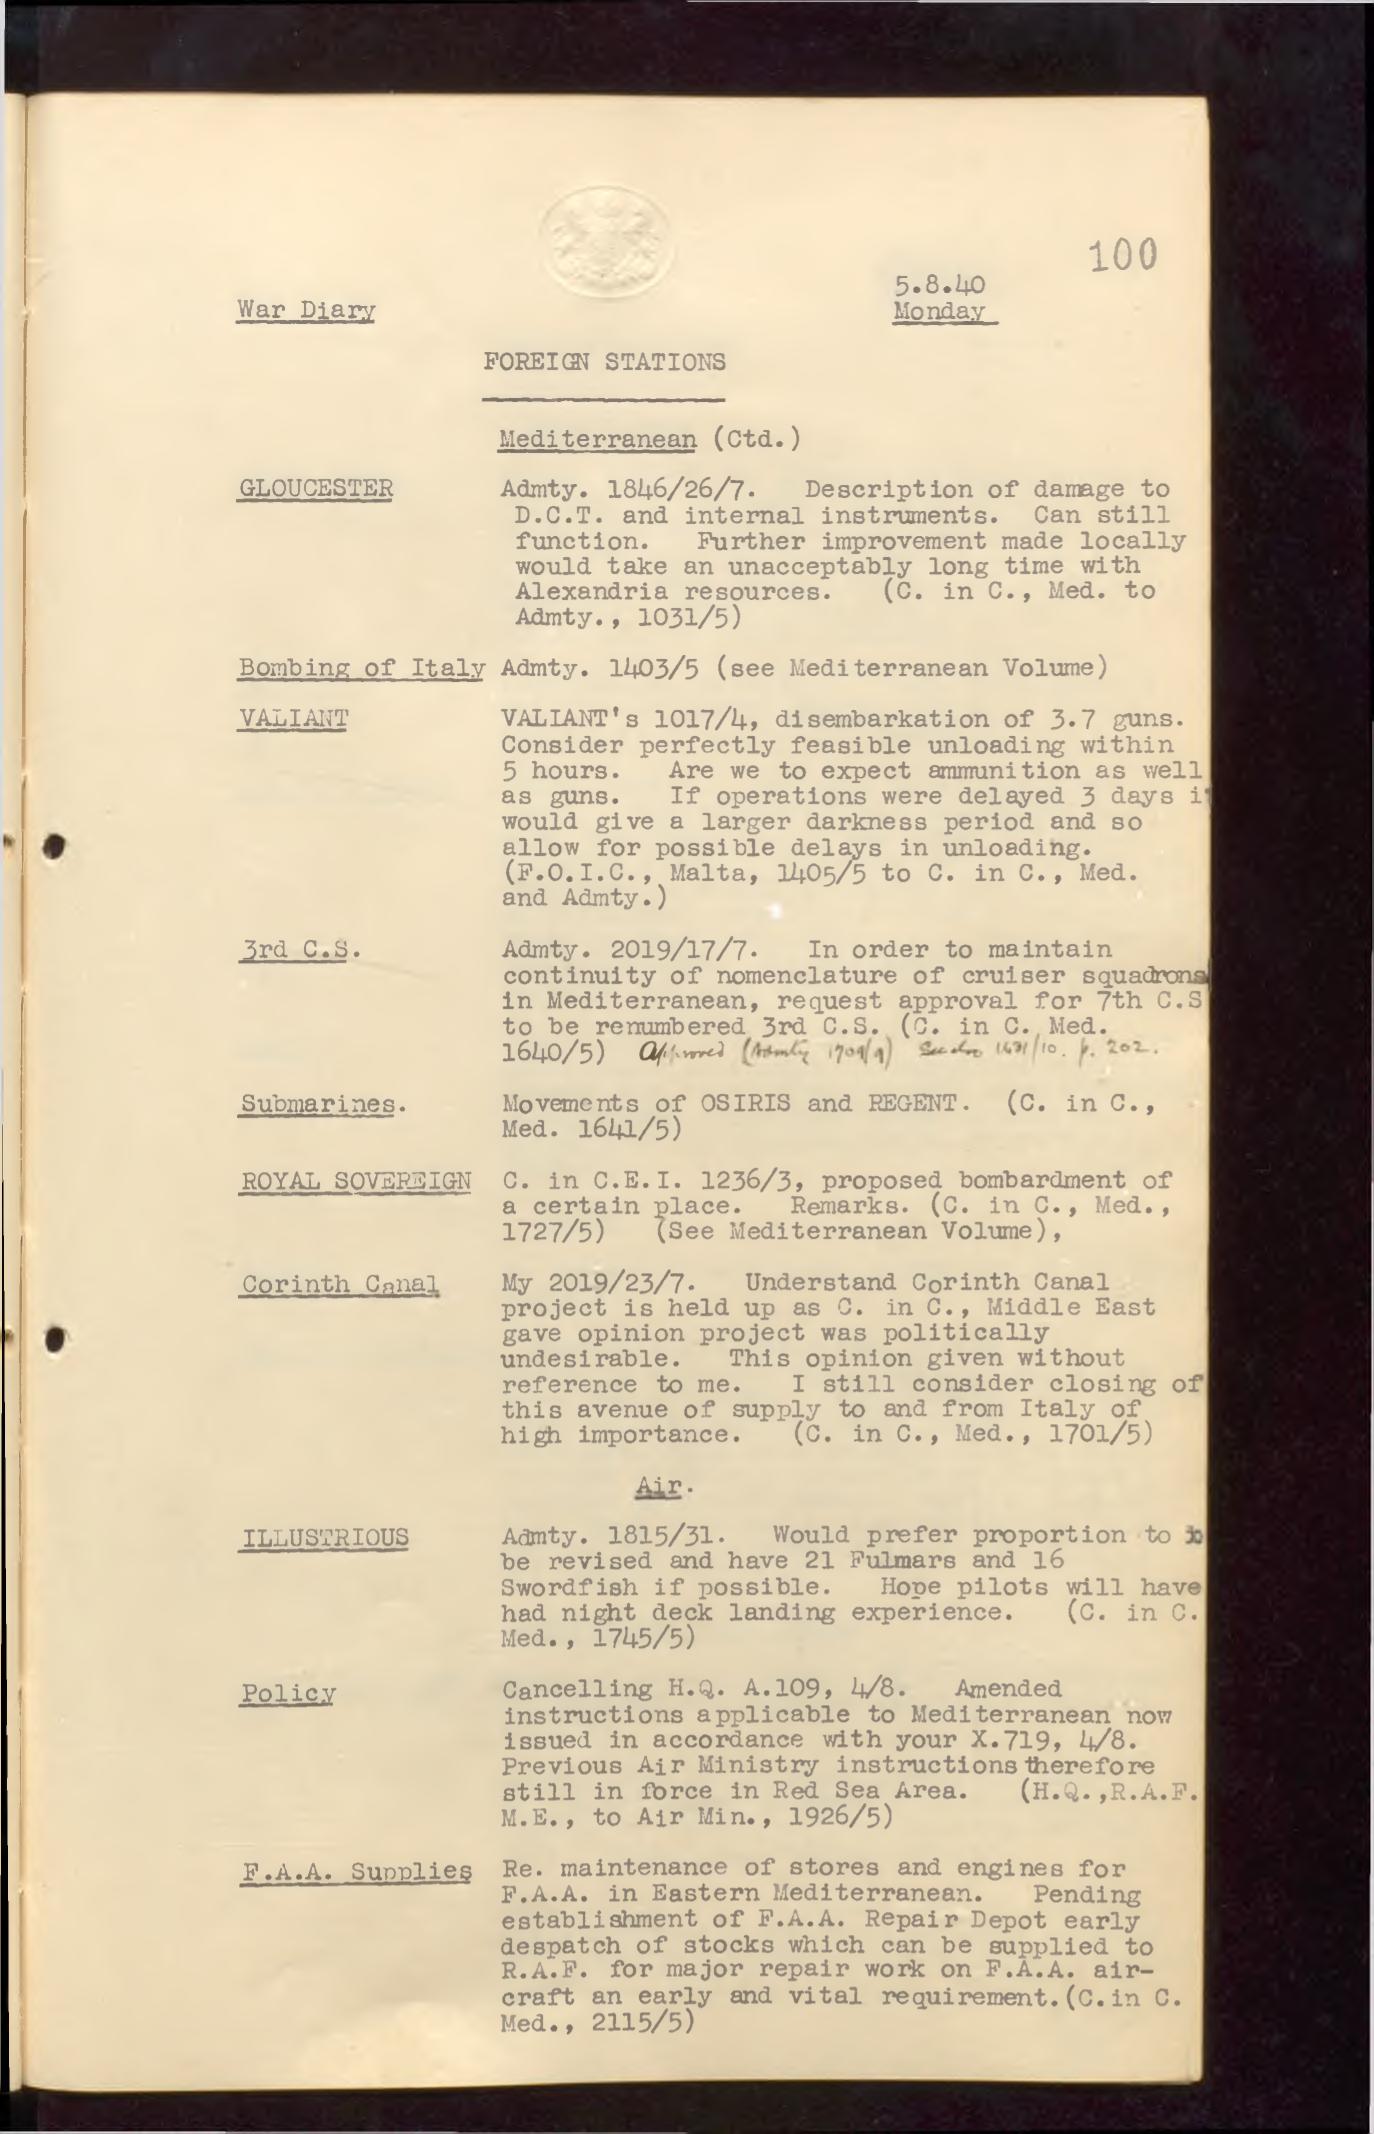 100
5.8.40
War Diary
Monday
FOREIGN STATIONS
Mediterranean (Ctd.)
GLOUCESTER Admty. 1846/26/7. Description of damage to
D.C.T. and internal instruments. Can still
function. Further improvement made locally
would take an unacceptably long time with
Alexandria resources. (C. in C., Med. to
Admty., 1031/5)
Bombing of Italy Admty. 1403/5 (see Mediterranean Volume)
VALIANT VALIANT's 1017/4, disembarkation of 3.7 guns.
Consider perfectly feasible unloading within
5 hours. Are we to expect ammunition as well
as guns. If operations were delayed 3 days i
would give a larger darkness period and so
allow for possible delays in unloading.
(F.O.I.C., Malta, 1405/5 to C. in C., Med.
and Admty.)
3rd C.S. Admty. 2019/17/7. In order to maintain
continuity of nomenclature of cruiser squadrons
in Mediterranean, request approval for 7th C.S
to be renumbered 3rd C.S. (C. in C. Med.
1640/5) Approved (Admty 1709/9) See also 1631/10. p. 202.
Submarines. Movements of OSIRIS and REGENT. (C. in C.,
Med. 1641/5)
ROYAL SOVEREIGN C. in C.E.I. 1236/3, proposed bombardment of
a certain place. Remarks. (C. in C., Med.,
1727/5) (See Mediterranean Volume),
Corinth Canal My 2019/23/7. Understand Corinth Canal
project is held up as C. in C., Middle East
gave opinion project was politically
undesirable. This opinion given without
reference to me. I still consider closing of
this avenue of supply to and from Italy of
high importance. (C. in C., Med., 1701/5)
Air.
ILLUSTRIOUS Admty. 1815/31. Would prefer proportion to
be revised and have 21 Fulmars and 16
Swordfish if possible. Hope pilots will have
had night deck landing experience. (C. in C.
Med., 1745/5)
Policy Cancelling H.Q. A.109, 4/8. Amended
instructions applicable to Mediterranean now
issued in accordance with your X.719, 4/8.
Previous Air Ministry instructions therefore
still in force in Red Sea Area. (H.Q.,R.A.F.
M.E., to Air Min., 1926/5)
F.A.A. Supplies Re. maintenance of stores and engines for
F.A.A. in Eastern Mediterranean. Pending
establishment of F.A.A. Repair Depot early
despatch of stocks which can be supplied to
R.A.F. for major repair work on F.A.A. air-
craft an early and vital requirement.(C.in C.
Med., 2115/5)